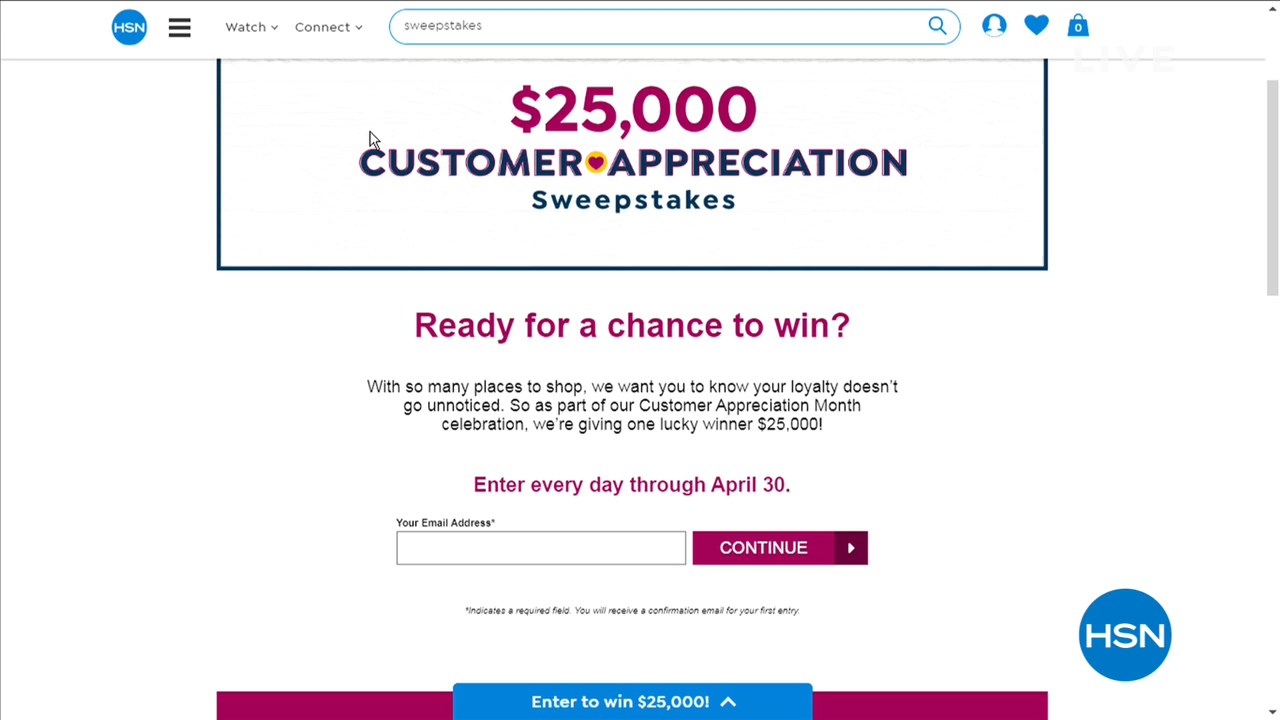 HSN
Watch
Connect
sweepstakes
0
LIVE
$25,000
CUSTOMER APPRECIATION
Sweepstakes
Ready for a chance to win?
With so many places to shop, we want you to know your loyalty doesn't
go unnoticed. So as part of our Customer Appreciation Month
celebration, we're giving one lucky winner $25,000!
Enter every day through April 30.
Your Email Address*
CONTINUE
*Indicates a required field. You will receive a confirmation email for your first entry.
HSN
Enter to win $25,000!